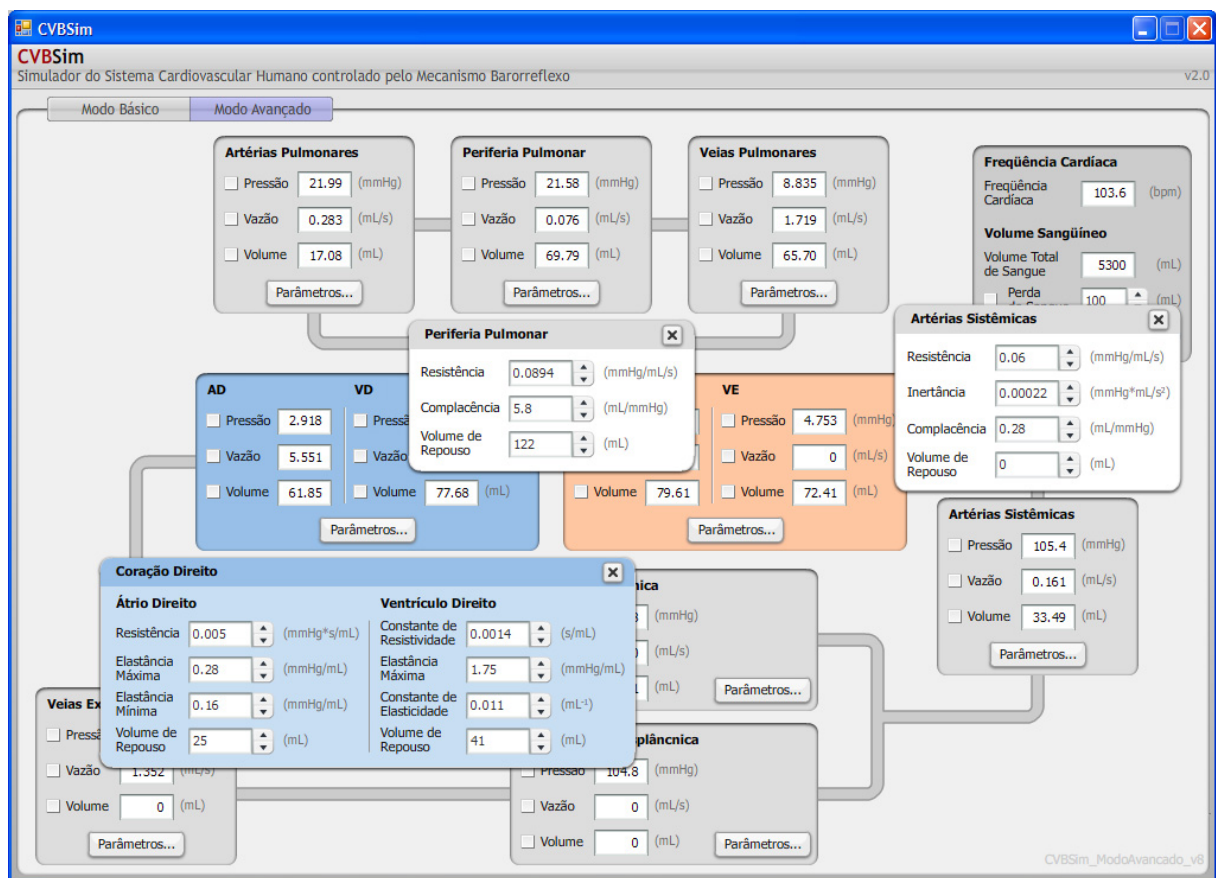 CVBSim
CVBSim
Simulador do Sistema Cardiovascular Humano controlado pelo Mecanismo Barorreflexo
v2.0
Modo Básico
Modo Avançado
Artérias Pulmonares
Pressão 21.99 (mmHg)
Vazão 0.283 (mL/s)
Volume 17.08 (mL)
Parâmetros...
Periferia Pulmonar
Pressão 21.58 (mmHg)
Vazão 0.076 (mL/s)
Volume 69.79 (mL)
Parâmetros...
Veias Pulmonares
Pressão 8.835 (mmHg)
Vazão 1.719 (mL/s)
Volume 65.70 (mL)
Parâmetros...
Freqüência Cardíaca
Freqüência
Cardíaca 103.6 (bpm)
Volume Sangüíneo
Volume Total
de Sangue 5300 (mL)
Perda 100 (mL)
Periferia Pulmonar
Resistência 0.0894 (mmHg/mL/s)
Complacência 5.8 (mL/mmHg)
Volume de
Repouso 122 (mL)
Artérias Sistêmicas
Resistência 0.06 (mmHg/mL/s)
Inertância 0.00022 (mmHg*mL/s²)
Complacência 0.28 (mL/mmHg)
Volume de
Repouso 0 (mL)
AD
Pressão 2.918
Vazão 5.551
Volume 61.85
VD
Vazão
Volume 77.68 (mL)
Parâmetros...
Volume 79.61
VE
Pressão 4.753 (mmHg)
Vazão 0 (mL/s)
Volume 72.41 (mL)
Parâmetros...
Artérias Sistêmicas
Pressão 105.4 (mmHg)
Vazão 0.161 (mL/s)
Volume 33.49 (mL)
Parâmetros...
Coração Direito
Átrio Direito
Resistência 0.005 (mmHg*s/mL)
Elastância
Máxima 0.28 (mmHg/mL)
Elastância
Mínima 0.16 (mmHg/mL)
Volume de
Repouso 25 (mL)
Ventrículo Direito
Constante de
Resistividade 0.0014 (s/mL)
Elastância
Máxima 1.75 (mmHg/mL)
Constante de
Elasticidade 0.011 (mL⁻¹)
Volume de
Repouso 41 (mL)
(mmHg)
(mL/s)
(mL)
Parâmetros...
Veias
Vazão 1.352 (mL/s)
Volume 0 (mL)
Parâmetros...
Pressão 104.8 (mmHg)
Vazão 0 (mL/s)
Volume 0 (mL)
Parâmetros...
CVBSim_ModoAvancado_v8